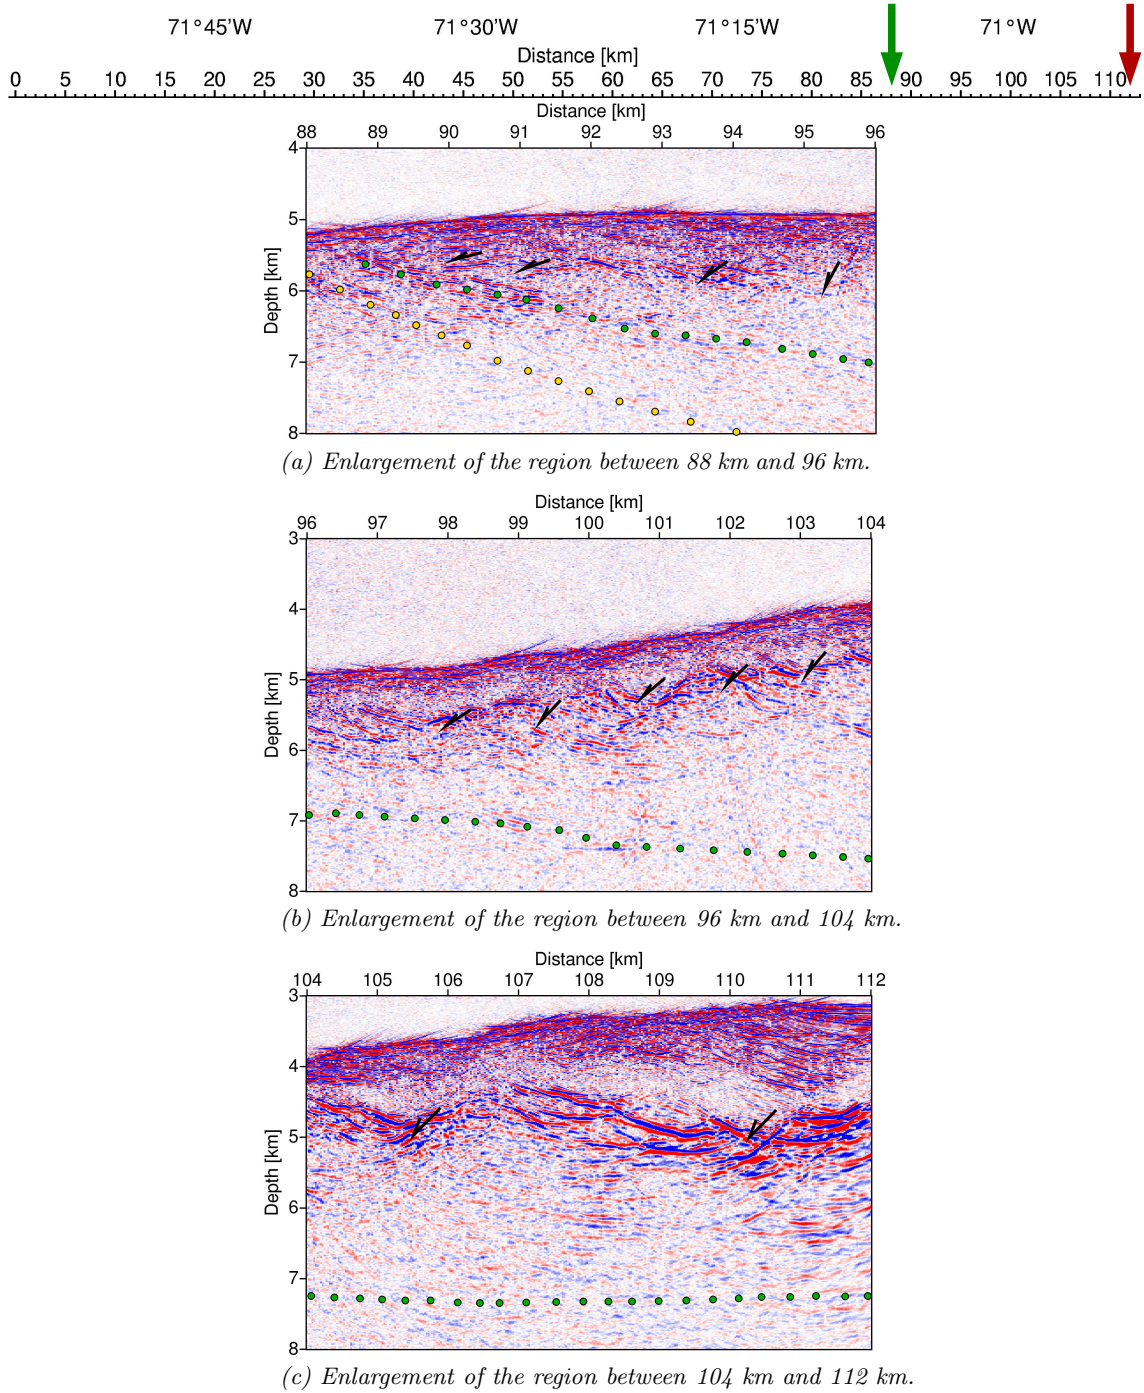 71°45'W 71°30'W 71°15'W 71°W
Distance [km]
0 5 10 15 20 25 30 35 40 45 50 55 60 65 70 75 80 85 90 95 100 105 110
Distance [km]
88 89 90 91 92 93 94 95 96
4
5
6
7
8
Depth [km]
(a) Enlargement of the region between 88 km and 96 km.
Distance [km]
96 97 98 99 100 101 102 103 104
3
4
5
6
7
8
Depth [km]
(b) Enlargement of the region between 96 km and 104 km.
Distance [km]
104 105 106 107 108 109 110 111 112
3
4
5
6
7
8
Depth [km]
(c) Enlargement of the region between 104 km and 112 km.